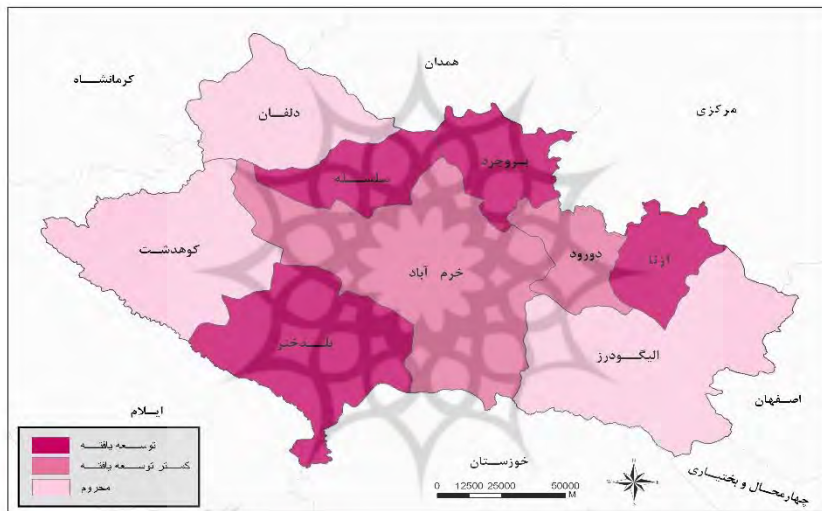 همدان
کرمانشاه
مرکزی
دلفان
بروجرد
سلسله
کوهدشت
ازنا
دورود
خرم آباد
پلدختر
الیگودرز
اصفهان
ایلام
توسعه یافته
کمتر توسعه یافته
محروم
خوزستان
چهارمحال و بختیاری
0 12500 25000 50000
M